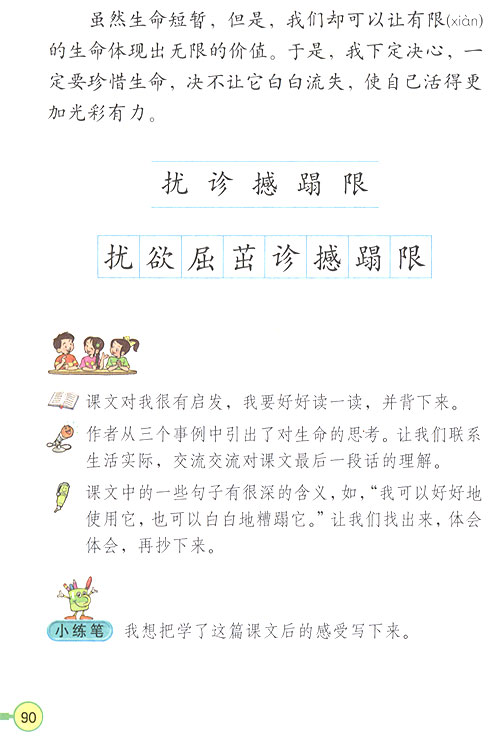 虽然生命短暂，但是，我们却可以让有限(xiàn)
的生命体现出无限的价值。于是，我下定决心，一
定要珍惜生命，决不让它白白流失，使自己活得更
加光彩有力。
扰 诊 撼 蹋 限
扰 欲 屈 茁 诊 撼 蹋 限
课文对我很有启发，我要好好读一读，并背下来。
作者从三个事例中引出了对生命的思考。让我们联系
生活实际，交流交流对课文最后一段话的理解。
课文中的一些句子有很深的含义，如，“我可以好好地
使用它，也可以白白地糟蹋它。”让我们找出来，体会
体会，再抄下来。
小练笔 我想把学了这篇课文后的感受写下来。
90